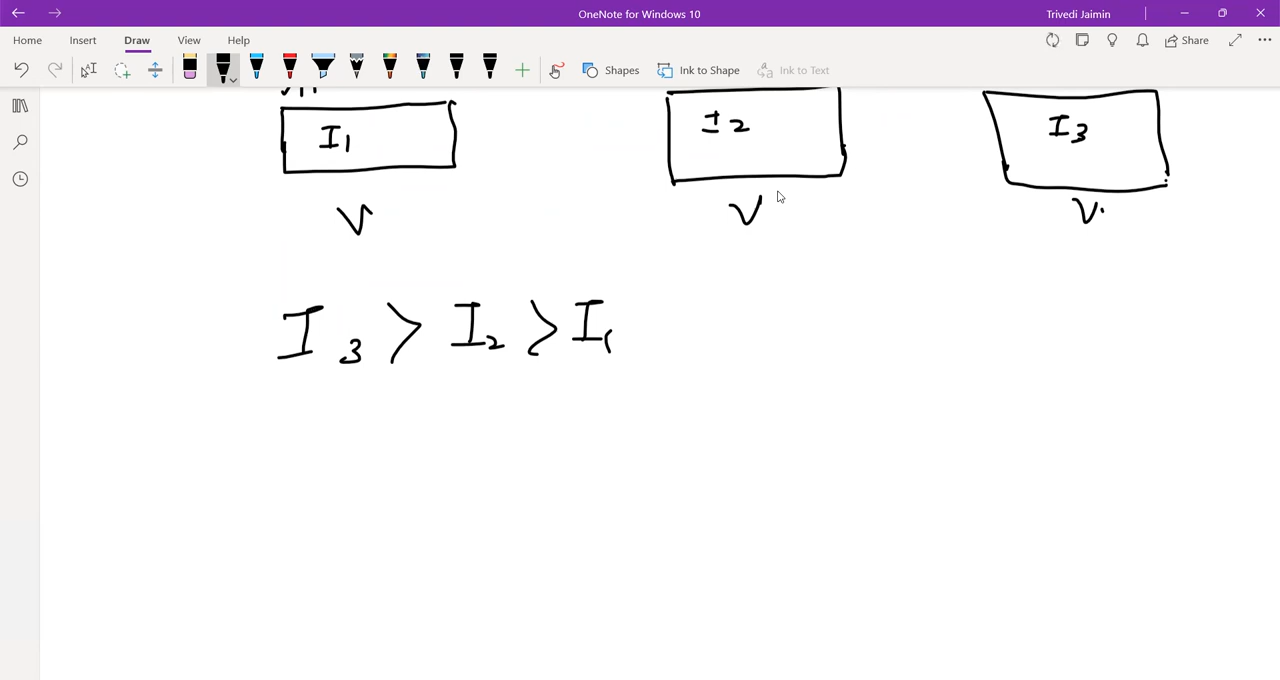 OneNote for Windows 10
Trivedi Jaimin
Home Insert Draw View Help
Share
Shapes Ink to Shape Ink to Text
I1 I2 I3
V V V.
I3 > I2 > I1